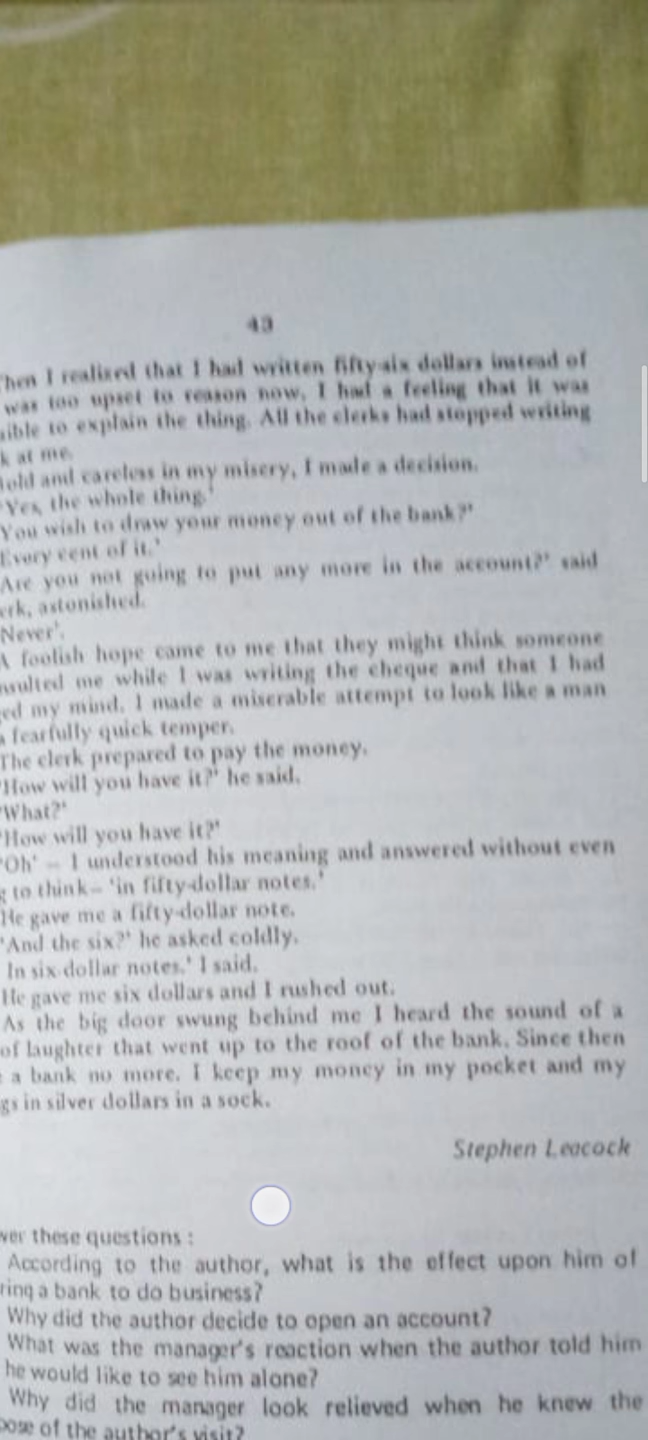 43
Then I realized that I had written fifty-six dollars instead of
was too upset to reason now. I had a feeling that it was
sible to explain the thing. All the clerks had stopped writing
k at me.
old and careless in my misery, I made a decision.
'Yes, the whole thing.'
You wish to draw your money out of the bank?'
Every cent of it.'
Are you not going to put any more in the account?' said
erk, astonished.
Never'.
A foolish hope came to me that they might think someone
nsulted me while I was writing the cheque and that I had
ed my mind. I made a miserable attempt to look like a man
a fearfully quick temper.
The clerk prepared to pay the money.
'How will you have it?' he said.
'What?'
'How will you have it?'
'Oh' – I understood his meaning and answered without even
g to think– 'in fifty-dollar notes.'
He gave me a fifty-dollar note.
'And the six?' he asked coldly.
In six-dollar notes.' I said.
He gave me six dollars and I rushed out.
As the big door swung behind me I heard the sound of a
of laughter that went up to the roof of the bank. Since then
a bank no more. I keep my money in my pocket and my
gs in silver dollars in a sock.
Stephen Leacock
wer these questions :
According to the author, what is the effect upon him of
ring a bank to do business?
Why did the author decide to open an account?
What was the manager's reaction when the author told him
he would like to see him alone?
Why did the manager look relieved when he knew the
pose of the author's visit?